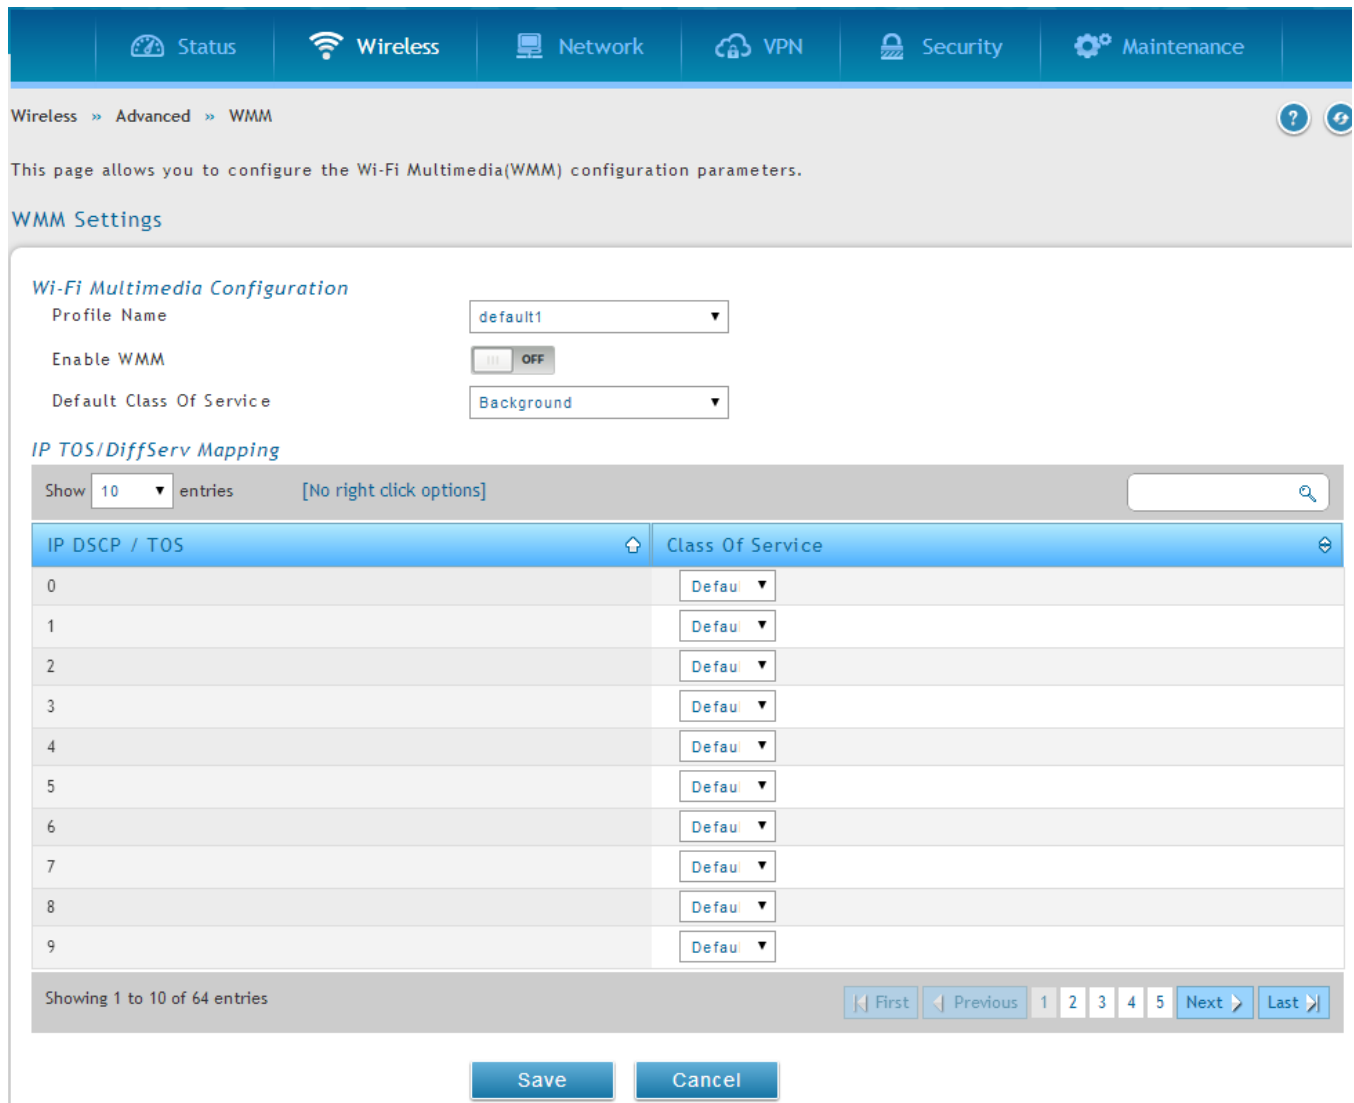 Status Wireless Network VPN Security Maintenance
Wireless » Advanced » WMM
This page allows you to configure the Wi-Fi Multimedia(WMM) configuration parameters.
WMM Settings
Wi-Fi Multimedia Configuration
Profile Name default1
Enable WMM OFF
Default Class Of Service Background
IP TOS/DiffServ Mapping
Show 10 entries [No right click options]
IP DSCP / TOS Class Of Service
0 Defau
1 Defau
2 Defau
3 Defau
4 Defau
5 Defau
6 Defau
7 Defau
8 Defau
9 Defau
Showing 1 to 10 of 64 entries First Previous 1 2 3 4 5 Next Last
Save Cancel